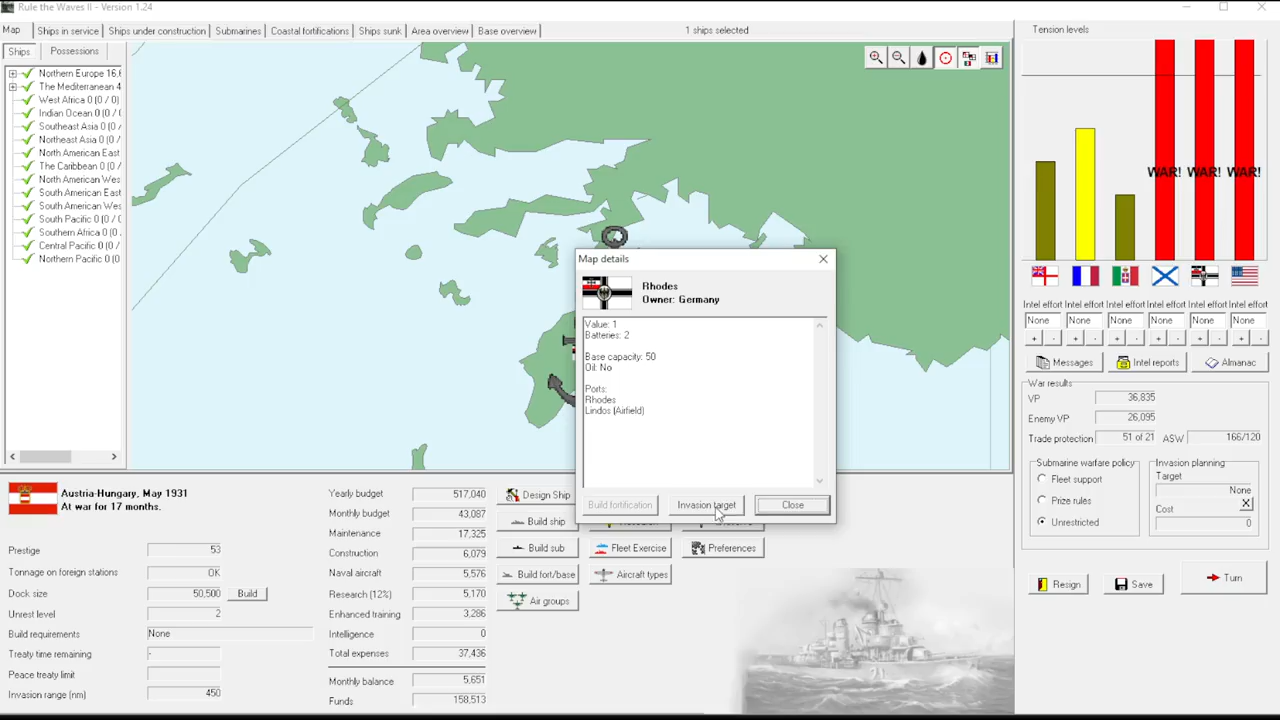 Rule the Waves II - Version 1.24
Map
Ships in service
Ships under construction
Submarines
Coastal fortifications
Ships sunk
Area overview
Base overview
1 ships selected
Ships
Possessions
Northern Europe 16.
The Mediterranean 4
West Africa 0 (0 / 0)
Indian Ocean 0 (0 /
Southeast Asia 0 (0 /
Northeast Asia 0 (0 /
North American East
The Caribbean 0 (0 /
North American Wes
South American East
South American Wes
South Pacific 0 (0 /
Southern Africa 0 (0
Central Pacific 0 (0 /
Northern Pacific 0 (0
Map details
Rhodes
Owner: Germany
Value: 1
Batteries: 2
Base capacity: 50
Oil: No
Ports:
Rhodes
Lindos (Airfield)
Build fortification
Invasion target
Close
Tension levels
WAR! WAR! WAR!
Intel effort Intel effort Intel effort Intel effort Intel effort Intel effort
None None None None None None
+ - + - + - + - + - + -
Messages
Intel reports
Almanac
War results
VP 36,835
Enemy VP 26,095
Trade protection 51 of 21 ASW 166/120
Submarine warfare policy
Fleet support
Prize rules
Unrestricted
Invasion planning
Target
None
Cost
0
Resign
Save
Turn
Austria-Hungary, May 1931
At war for 17 months.
Prestige 53
Tonnage on foreign stations OK
Dock size 50,500 Build
Unrest level 2
Build requirements None
Treaty time remaining -
Peace treaty limit
Invasion range (nm) 450
Yearly budget 517,040
Monthly budget 43,087
Maintenance 17,325
Construction 6,079
Naval aircraft 5,576
Research (12%) 5,170
Enhanced training 3,286
Intelligence 0
Total expenses 37,436
Monthly balance 5,651
Funds 158,513
Design Ship
Build ship
Build sub
Fleet Exercise
Preferences
Build fort/base
Aircraft types
Air groups